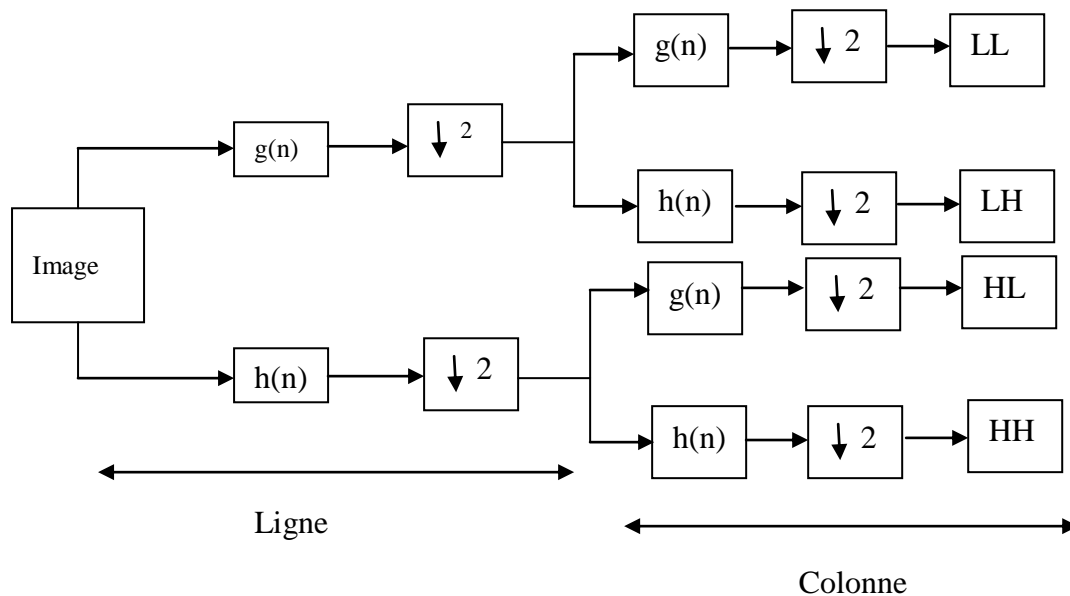 g(n) ↓ 2 LL
g(n) ↓ 2
h(n) ↓ 2 LH
Image
g(n) ↓ 2 HL
h(n) ↓ 2
h(n) ↓ 2 HH
Ligne
Colonne